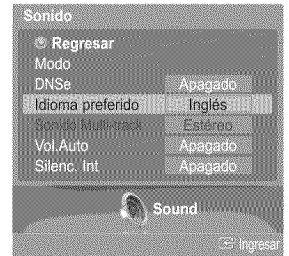 Sonido
Regresar
Modo
DNSe Apagado
Idioma preferido Inglés
Sonido Multi-track Estéreo
Vol.Auto Apagado
Silenc. Int Apagado
Sound
Ingresar